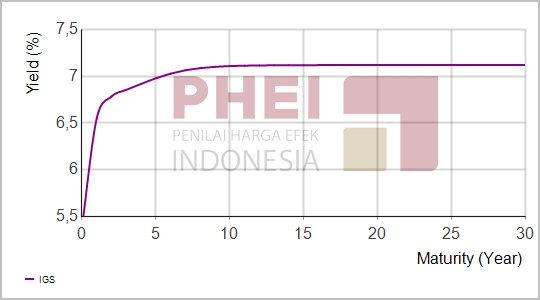 Yield (%)
7,5
7
6,5
6
5,5
PHEI
PENILAI HARGA EFEK
INDONESIA
0 5 10 15 20 25 30
Maturity (Year)
IGS